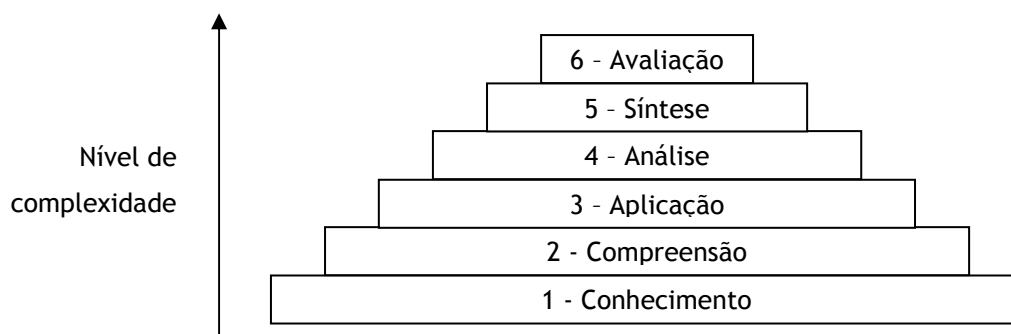 6 – Avaliação
5 – Síntese
4 – Análise
3 – Aplicação
2 - Compreensão
1 - Conhecimento
Nível de
complexidade